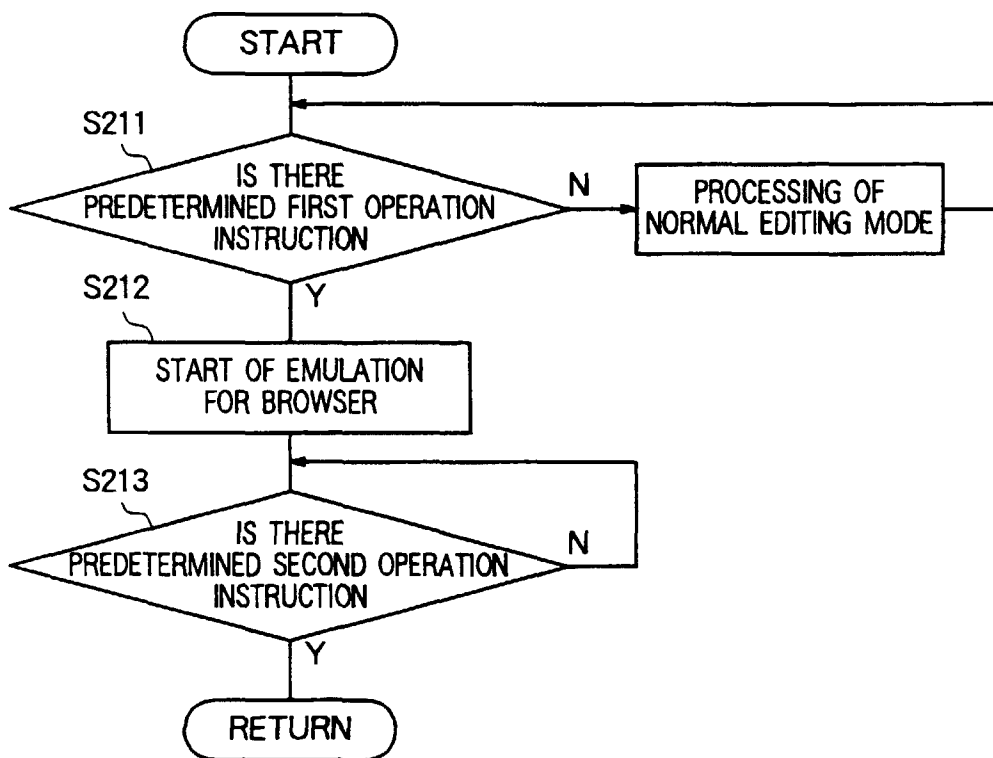 START
S211
IS THERE
PREDETERMINED FIRST OPERATION
INSTRUCTION
N
PROCESSING OF
NORMAL EDITING MODE
Y
S212
START OF EMULATION
FOR BROWSER
S213
IS THERE
PREDETERMINED SECOND OPERATION
INSTRUCTION
N
Y
RETURN